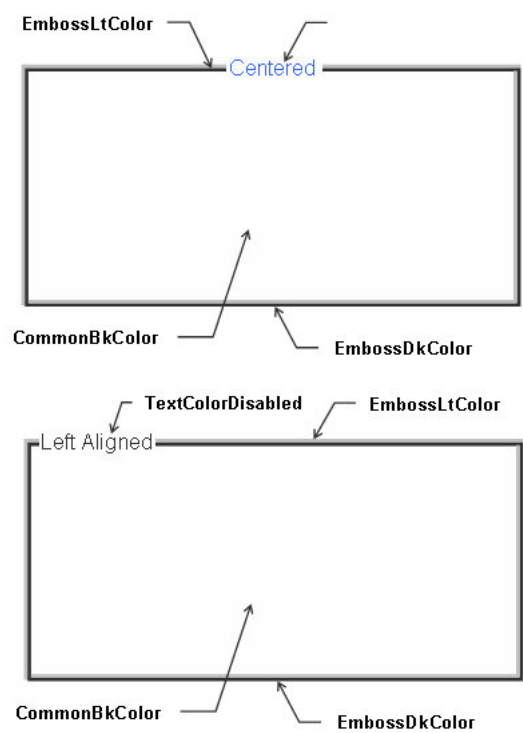 EmbossLtColor
Centered
CommonBkColor
EmbossDkColor
TextColorDisabled
EmbossLtColor
Left Aligned
CommonBkColor
EmbossDkColor